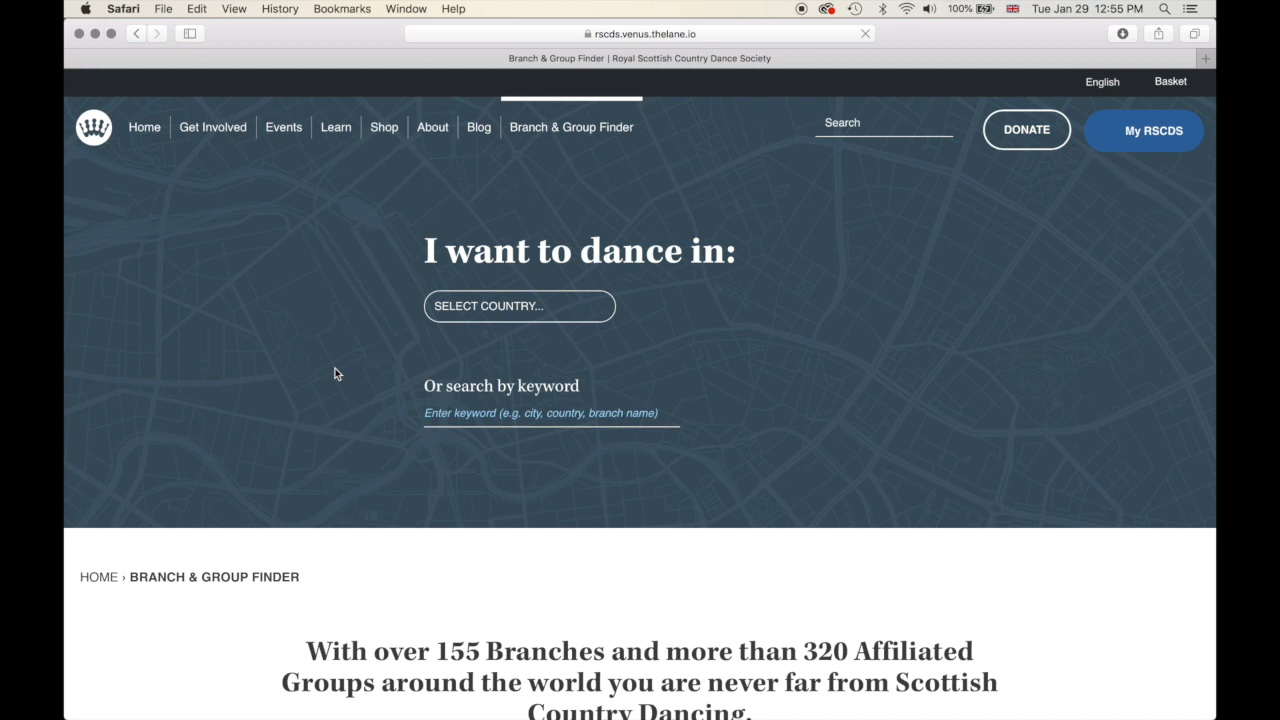 Safari File Edit View History Bookmarks Window Help 100% Tue Jan 29 12:55 PM
rscds.venus.thelane.io
Branch & Group Finder | Royal Scottish Country Dance Society
English Basket
Home Get Involved Events Learn Shop About Blog Branch & Group Finder Search DONATE My RSCDS
I want to dance in:
SELECT COUNTRY...
Or search by keyword
Enter keyword (e.g. city, country, branch name)
HOME › BRANCH & GROUP FINDER
With over 155 Branches and more than 320 Affiliated
Groups around the world you are never far from Scottish
Country Dancing.